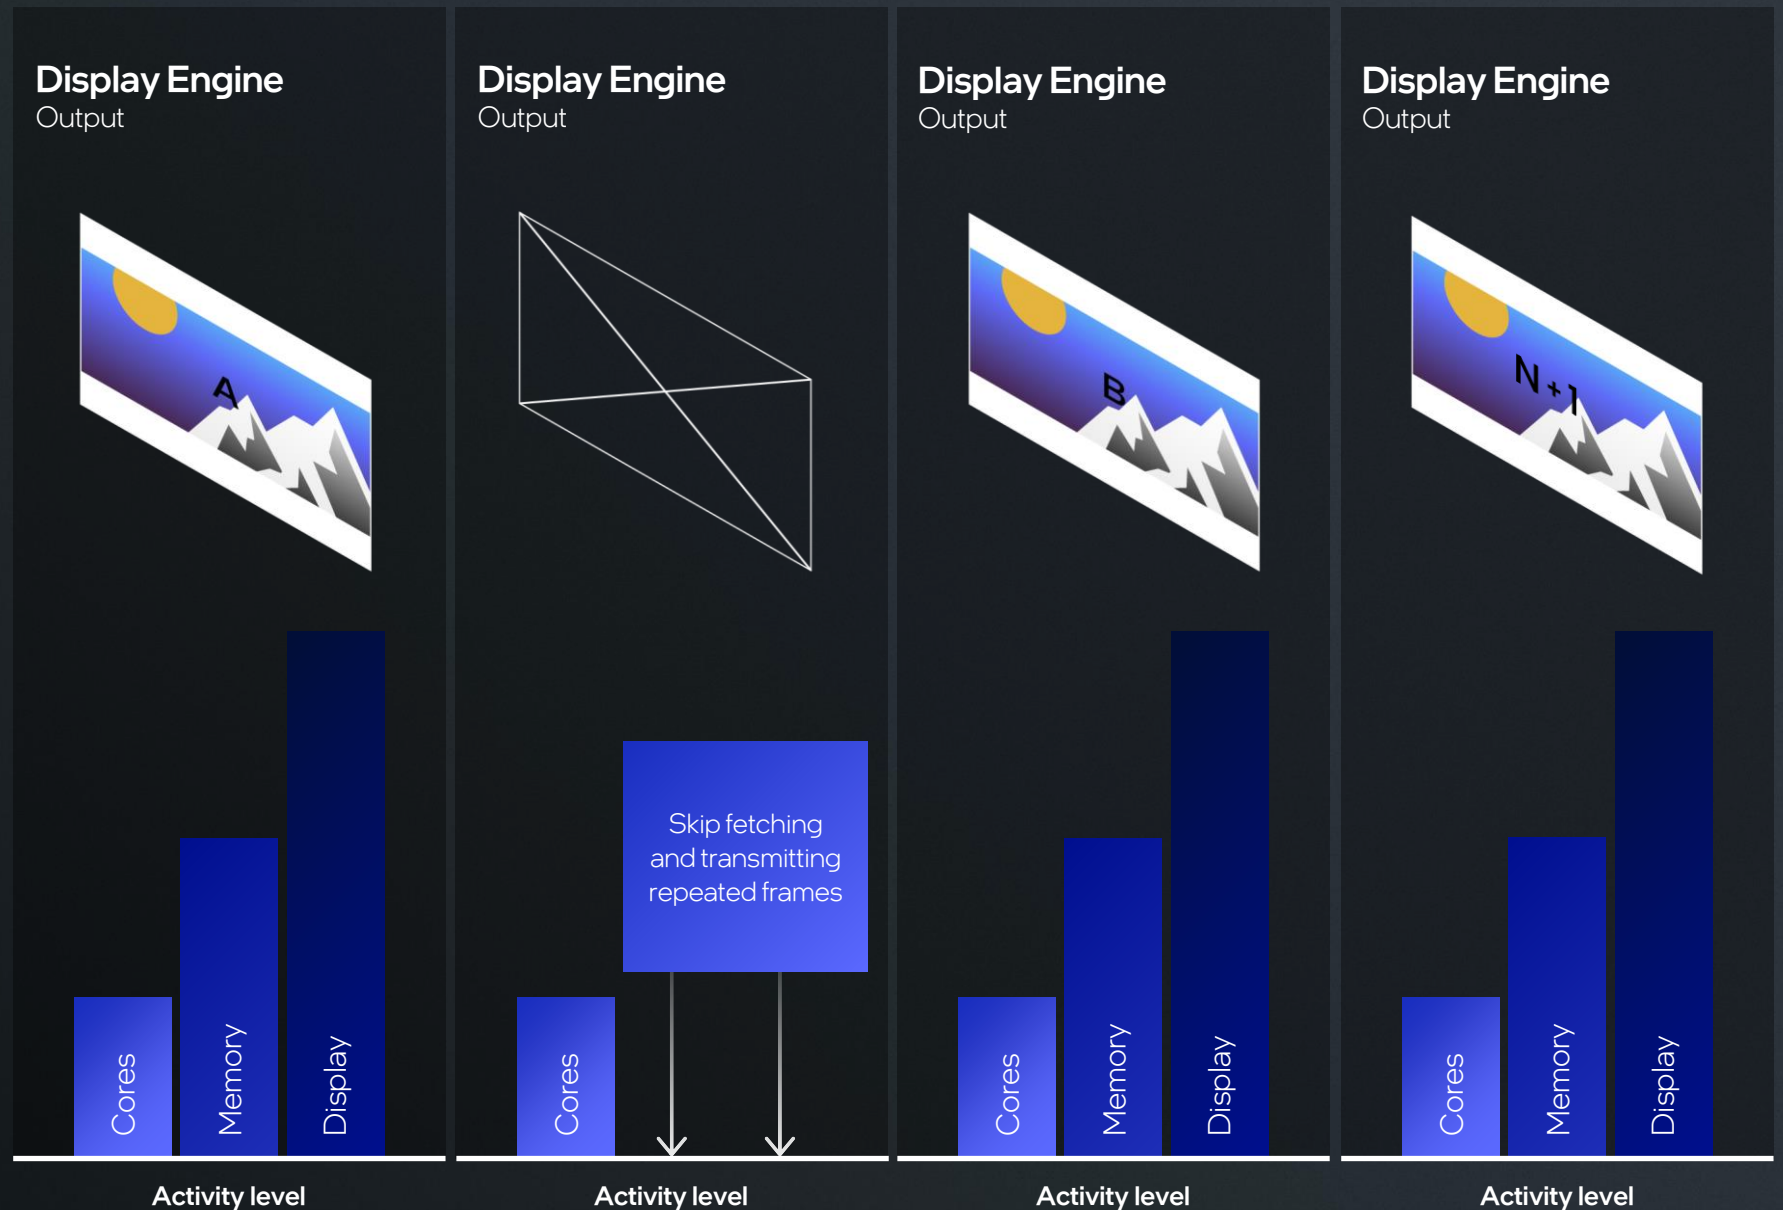 Display Engine
Output
A
Cores
Memory
Display
Activity level
Display Engine
Output
Skip fetching
and transmitting
repeated frames
Cores
Activity level
Display Engine
Output
B
Cores
Memory
Display
Activity level
Display Engine
Output
N+1
Cores
Memory
Display
Activity level